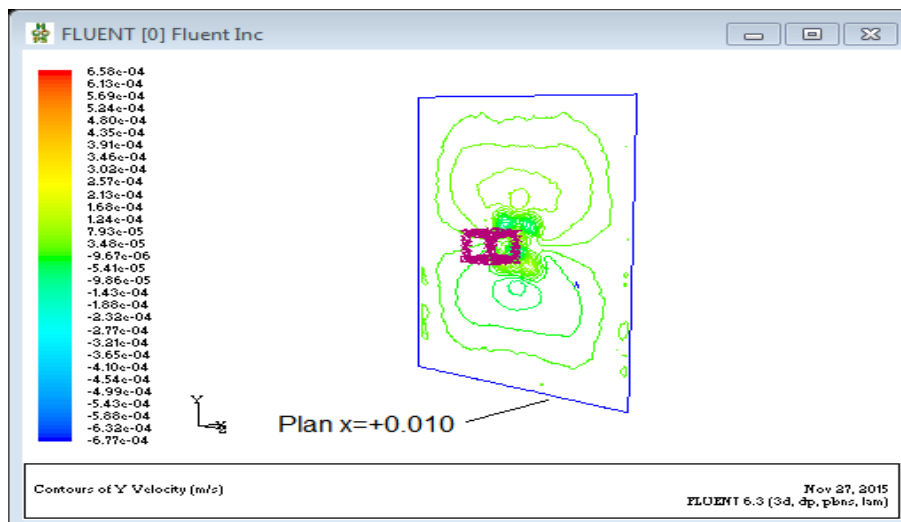 FLUENT [0] Fluent Inc
6.58e-04
6.13e-04
5.69e-04
5.24e-04
4.80e-04
4.35e-04
3.91e-04
3.46e-04
3.02e-04
2.57e-04
2.13e-04
1.68e-04
1.24e-04
7.93e-05
3.48e-05
-9.67e-06
-5.41e-05
-9.86e-05
-1.43e-04
-1.88e-04
-2.32e-04
-2.77e-04
-3.21e-04
-3.65e-04
-4.10e-04
-4.54e-04
-4.99e-04
-5.43e-04
-5.88e-04
-6.32e-04
-6.77e-04
Y
X
Z
Plan x=+0.010
Contours of Y Velocity (m/s)
Nov 27, 2015
FLUENT 6.3 (3d, dp, pbns, lam)